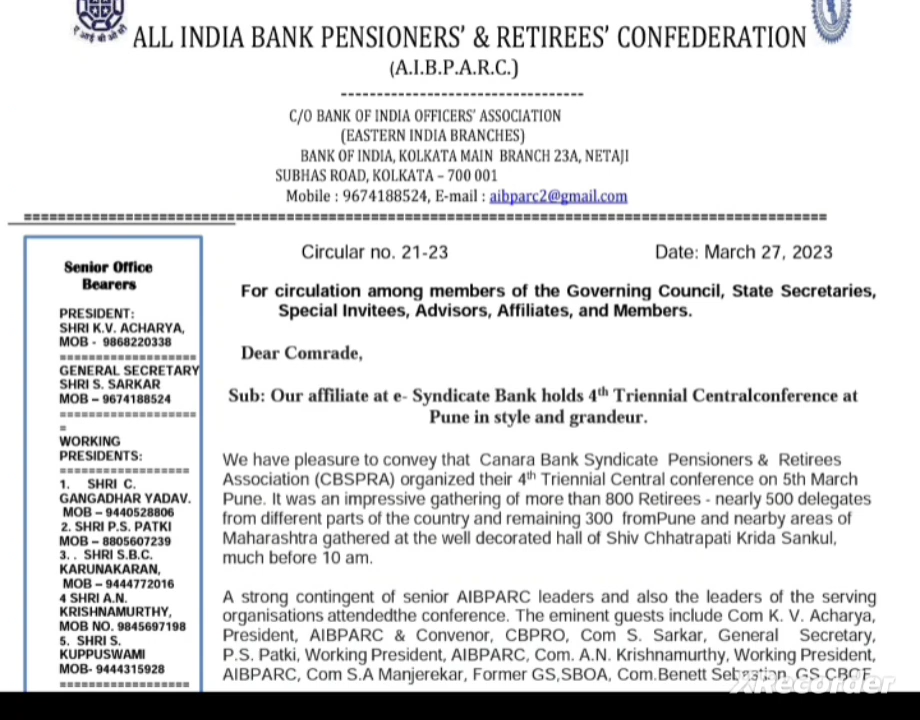 ALL INDIA BANK PENSIONERS' & RETIREES' CONFEDERATION
(A.I.B.P.A.R.C.)
----------------------------------
C/O BANK OF INDIA OFFICERS' ASSOCIATION
(EASTERN INDIA BRANCHES)
BANK OF INDIA, KOLKATA MAIN BRANCH 23A, NETAJI
SUBHAS ROAD, KOLKATA – 700 001
Mobile : 9674188524, E-mail : aibparc2@gmail.com
Senior Office
Bearers
PRESIDENT:
SHRI K.V. ACHARYA,
MOB - 9868220338
===================
GENERAL SECRETARY
SHRI S. SARKAR
MOB – 9674188524
===================
=
WORKING
PRESIDENTS:
==================
1. SHRI C.
GANGADHAR YADAV.
MOB – 9440528806
2. SHRI P.S. PATKI
MOB – 8805607239
3. . SHRI S.B.C.
KARUNAKARAN,
MOB – 9444772016
4 SHRI A.N.
KRISHNAMURTHY,
MOB NO. 9845697198
5. SHRI S.
KUPPUSWAMI
MOB- 9444315928
==================
Circular no. 21-23 Date: March 27, 2023
For circulation among members of the Governing Council, State Secretaries,
Special Invitees, Advisors, Affiliates, and Members.
Dear Comrade,
Sub: Our affiliate at e- Syndicate Bank holds 4th Triennial Centralconference at
Pune in style and grandeur.
We have pleasure to convey that Canara Bank Syndicate Pensioners & Retirees
Association (CBSPRA) organized their 4th Triennial Central conference on 5th March
Pune. It was an impressive gathering of more than 800 Retirees - nearly 500 delegates
from different parts of the country and remaining 300 fromPune and nearby areas of
Maharashtra gathered at the well decorated hall of Shiv Chhatrapati Krida Sankul,
much before 10 am.
A strong contingent of senior AIBPARC leaders and also the leaders of the serving
organisations attendedthe conference. The eminent guests include Com K. V. Acharya,
President, AIBPARC & Convenor, CBPRO, Com S. Sarkar, General Secretary,
P.S. Patki, Working President, AIBPARC, Com. A.N. Krishnamurthy, Working President,
AIBPARC, Com S.A Manjerekar, Former GS,SBOA, Com.Benett Sebastian, GS CBOF
XRecorder